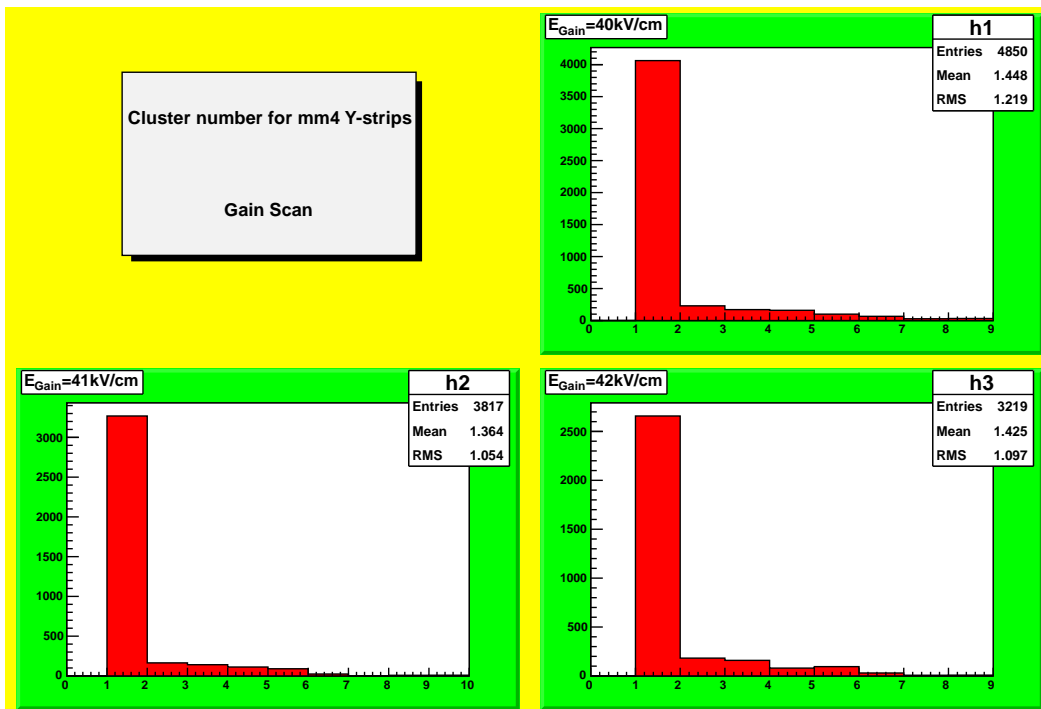 Cluster number for mm4 Y-strips
Gain Scan
E_Gain=40kV/cm
h1
Entries 4850
Mean 1.448
RMS 1.219
4000
3500
3000
2500
2000
1500
1000
500
0
0 1 2 3 4 5 6 7 8 9
E_Gain=41kV/cm
h2
Entries 3817
Mean 1.364
RMS 1.054
3000
2500
2000
1500
1000
500
0
0 1 2 3 4 5 6 7 8 9 10
E_Gain=42kV/cm
h3
Entries 3219
Mean 1.425
RMS 1.097
2500
2000
1500
1000
500
0
0 1 2 3 4 5 6 7 8 9